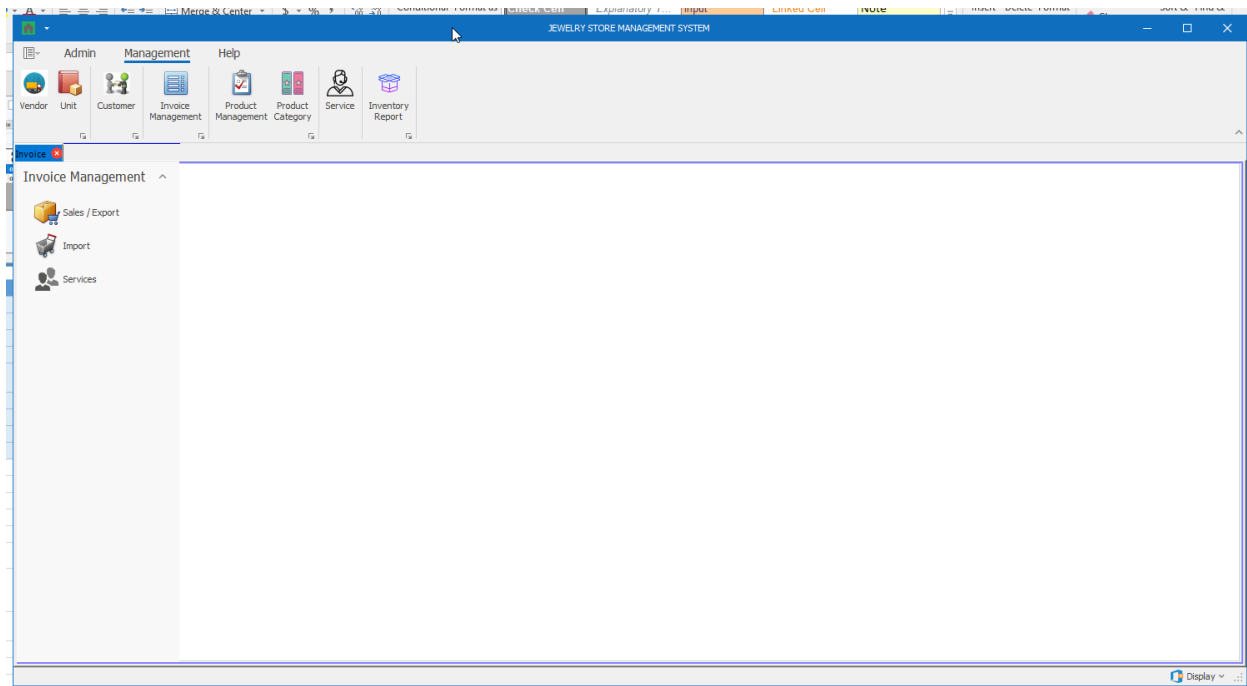 Merge & Center
Conditional Format as Check Cell Explanatory T... Input Linked Cell Note Insert Delete Format Sort & Find &
JEWELRY STORE MANAGEMENT SYSTEM
Admin Management Help
Vendor Unit Customer Invoice Management Product Management Product Category Service Inventory Report
Invoice
Invoice Management
Sales / Export
Import
Services
Display